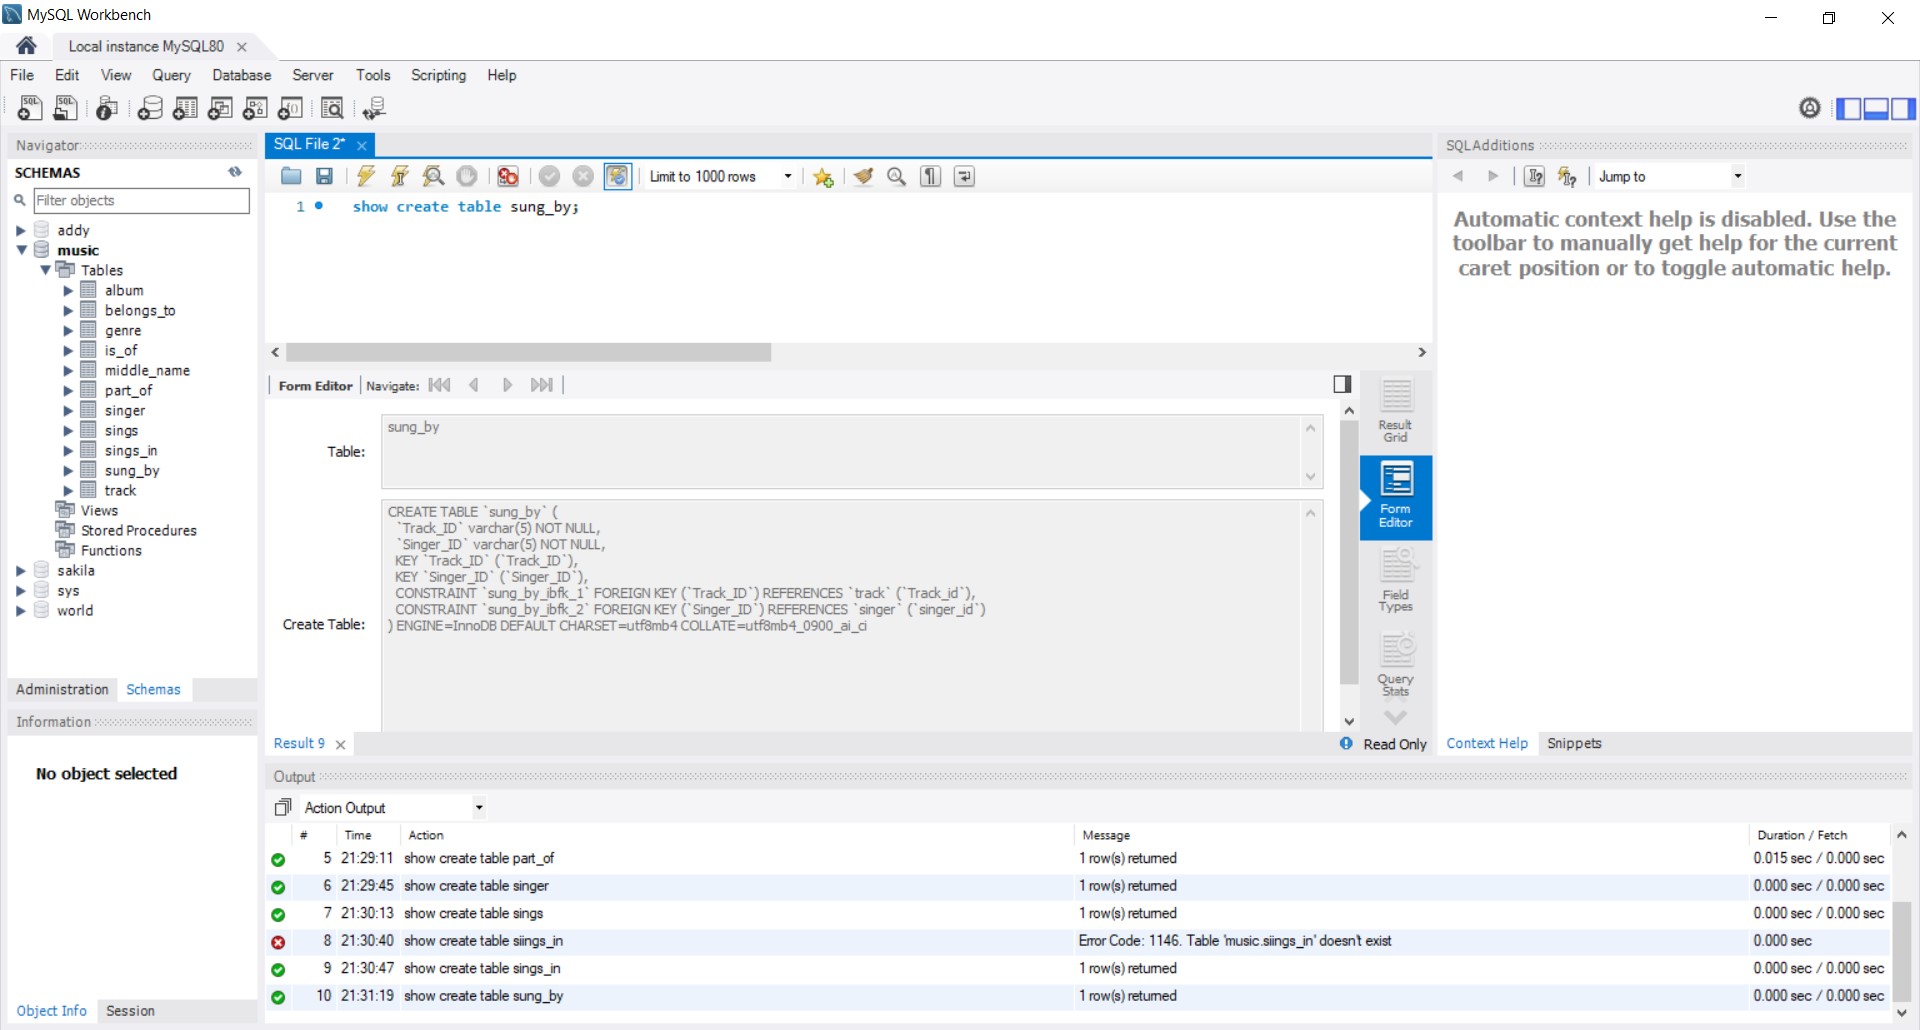 MySQL Workbench
Local instance MySQL80
File Edit View Query Database Server Tools Scripting Help
Navigator
SCHEMAS
Filter objects
addy
music
Tables
album
belongs_to
genre
is_of
middle_name
part_of
singer
sings
sings_in
sung_by
track
Views
Stored Procedures
Functions
sakila
sys
world
Administration Schemas
Information
No object selected
Object Info Session
SQL File 2*
Limit to 1000 rows
1 show create table sung_by;
Form Editor Navigate:
Table:
sung_by
Create Table:
CREATE TABLE `sung_by` (
`Track_ID` varchar(5) NOT NULL,
`Singer_ID` varchar(5) NOT NULL,
KEY `Track_ID` (`Track_ID`),
KEY `Singer_ID` (`Singer_ID`),
CONSTRAINT `sung_by_ibfk_1` FOREIGN KEY (`Track_ID`) REFERENCES `track` (`Track_id`),
CONSTRAINT `sung_by_ibfk_2` FOREIGN KEY (`Singer_ID`) REFERENCES `singer` (`singer_id`)
) ENGINE=InnoDB DEFAULT CHARSET=utf8mb4 COLLATE=utf8mb4_0900_ai_ci
Result
Grid
Form
Editor
Field
Types
Query
Stats
Result 9
Read Only
SQLAdditions
Jump to
Automatic context help is disabled. Use the
toolbar to manually get help for the current
caret position or to toggle automatic help.
Context Help Snippets
Output
Action Output
# Time Action Message Duration / Fetch
5 21:29:11 show create table part_of 1 row(s) returned 0.015 sec / 0.000 sec
6 21:29:45 show create table singer 1 row(s) returned 0.000 sec / 0.000 sec
7 21:30:13 show create table sings 1 row(s) returned 0.000 sec / 0.000 sec
8 21:30:40 show create table siings_in Error Code: 1146. Table 'music.siings_in' doesn't exist 0.000 sec
9 21:30:47 show create table sings_in 1 row(s) returned 0.000 sec / 0.000 sec
10 21:31:19 show create table sung_by 1 row(s) returned 0.000 sec / 0.000 sec